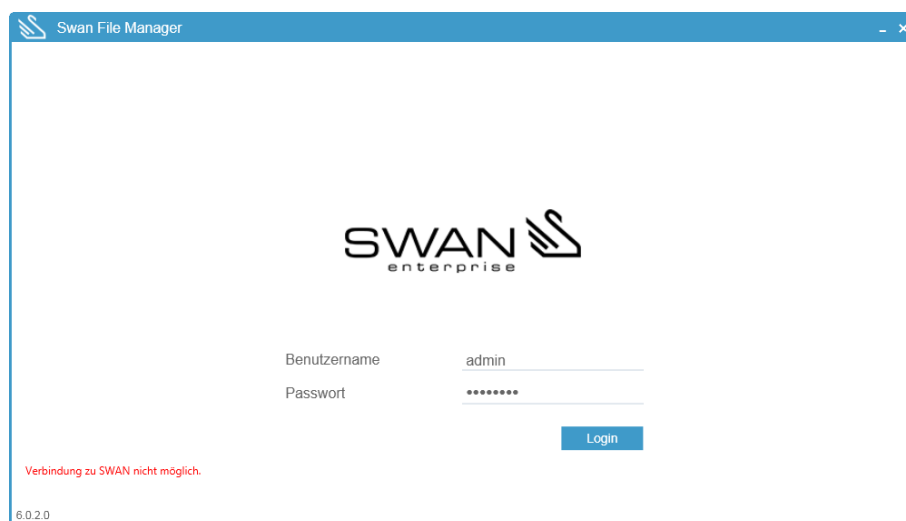 Swan File Manager
SWAN
enterprise
Benutzername admin
Passwort ••••••••
Login
Verbindung zu SWAN nicht möglich.
6.0.2.0